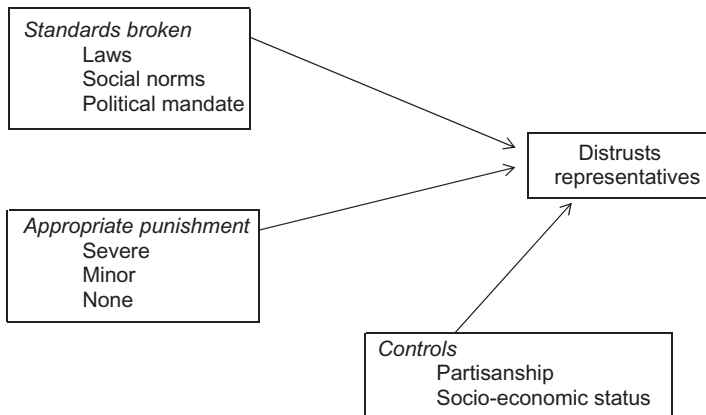 Standards broken
Laws
Social norms
Political mandate
Distrusts
representatives
Appropriate punishment
Severe
Minor
None
Controls
Partisanship
Socio-economic status